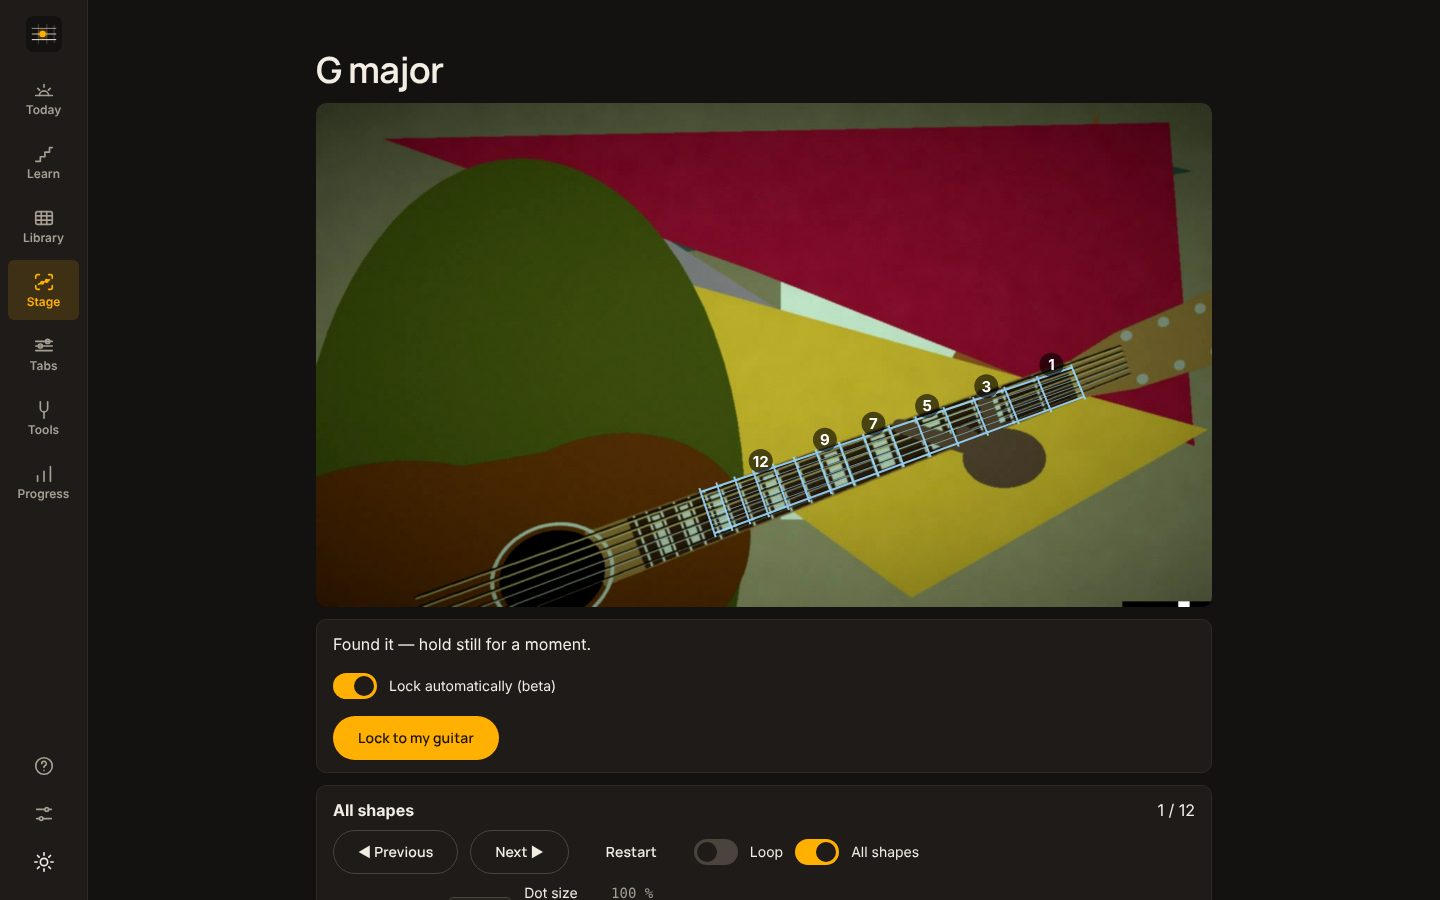 G major
Today
Learn
Library
Stage
Tabs
Tools
Progress
1
3
5
7
9
12
Found it — hold still for a moment.
Lock automatically (beta)
Lock to my guitar
All shapes
1 / 12
◀ Previous
Next ▶
Restart
Loop
All shapes
Dot size
100 %